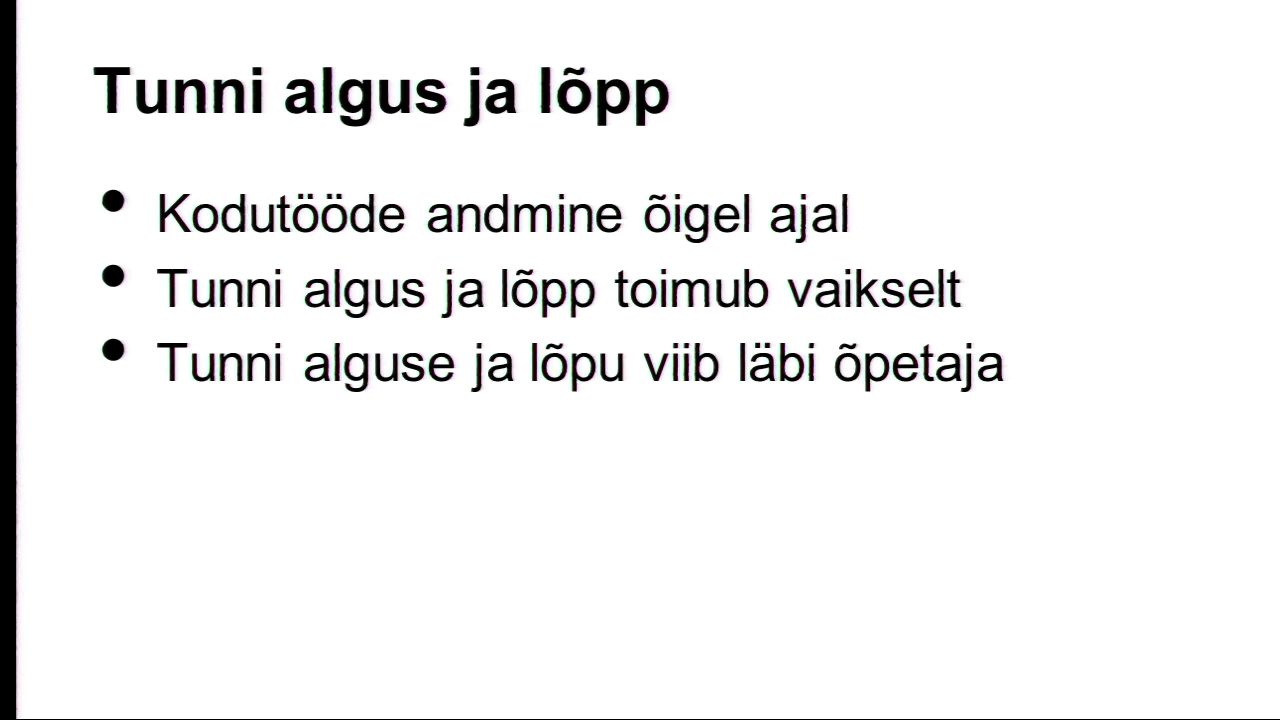 Tunni algus ja lõpp
• Kodutööde andmine õigel ajal
• Tunni algus ja lõpp toimub vaikselt
• Tunni alguse ja lõpu viib läbi õpetaja